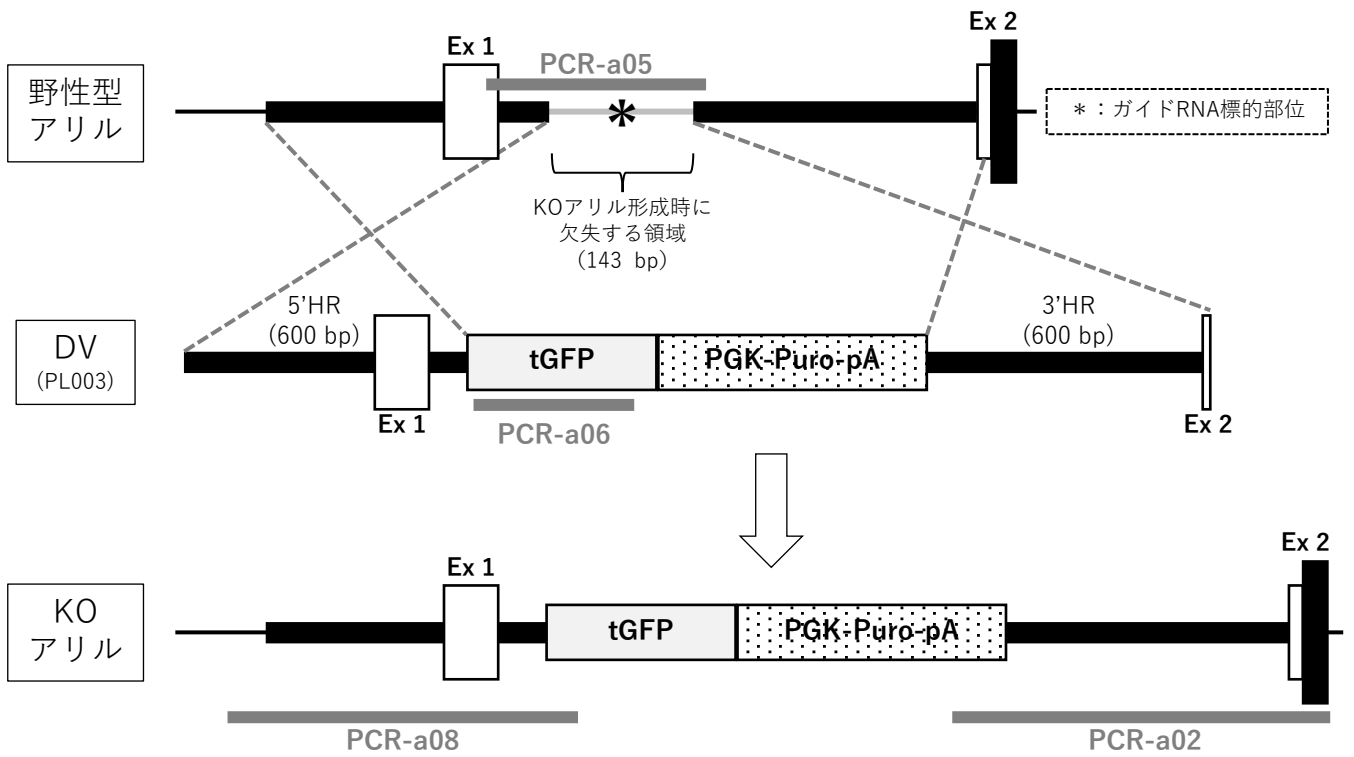 Ex 2
Ex 1
PCR-a05
野性型
アリル
*
*：ガイドRNA標的部位
KOアリル形成時に
欠失する領域
(143 bp)
5'HR
(600 bp)
3'HR
(600 bp)
DV
(PL003)
tGFP
PGK-Puro-pA
Ex 1
Ex 2
PCR-a06
Ex 2
Ex 1
KO
アリル
tGFP
PGK-Puro-pA
PCR-a08
PCR-a02